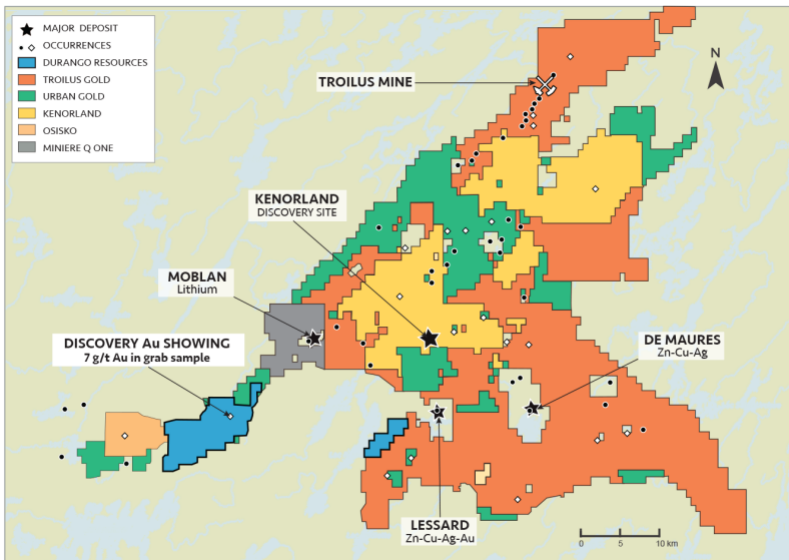 MAJOR DEPOSIT
OCCURRENCES
DURANGO RESOURCES
TROILUS GOLD
URBAN GOLD
KENORLAND
OSISKO
MINIERE Q ONE
TROILUS MINE
N
KENORLAND
DISCOVERY SITE
MOBLAN
Lithium
DISCOVERY Au SHOWING
7 g/t Au in grab sample
DE MAURES
Zn-Cu-Ag
LESSARD
Zn-Cu-Ag-Au
0 5 10 km